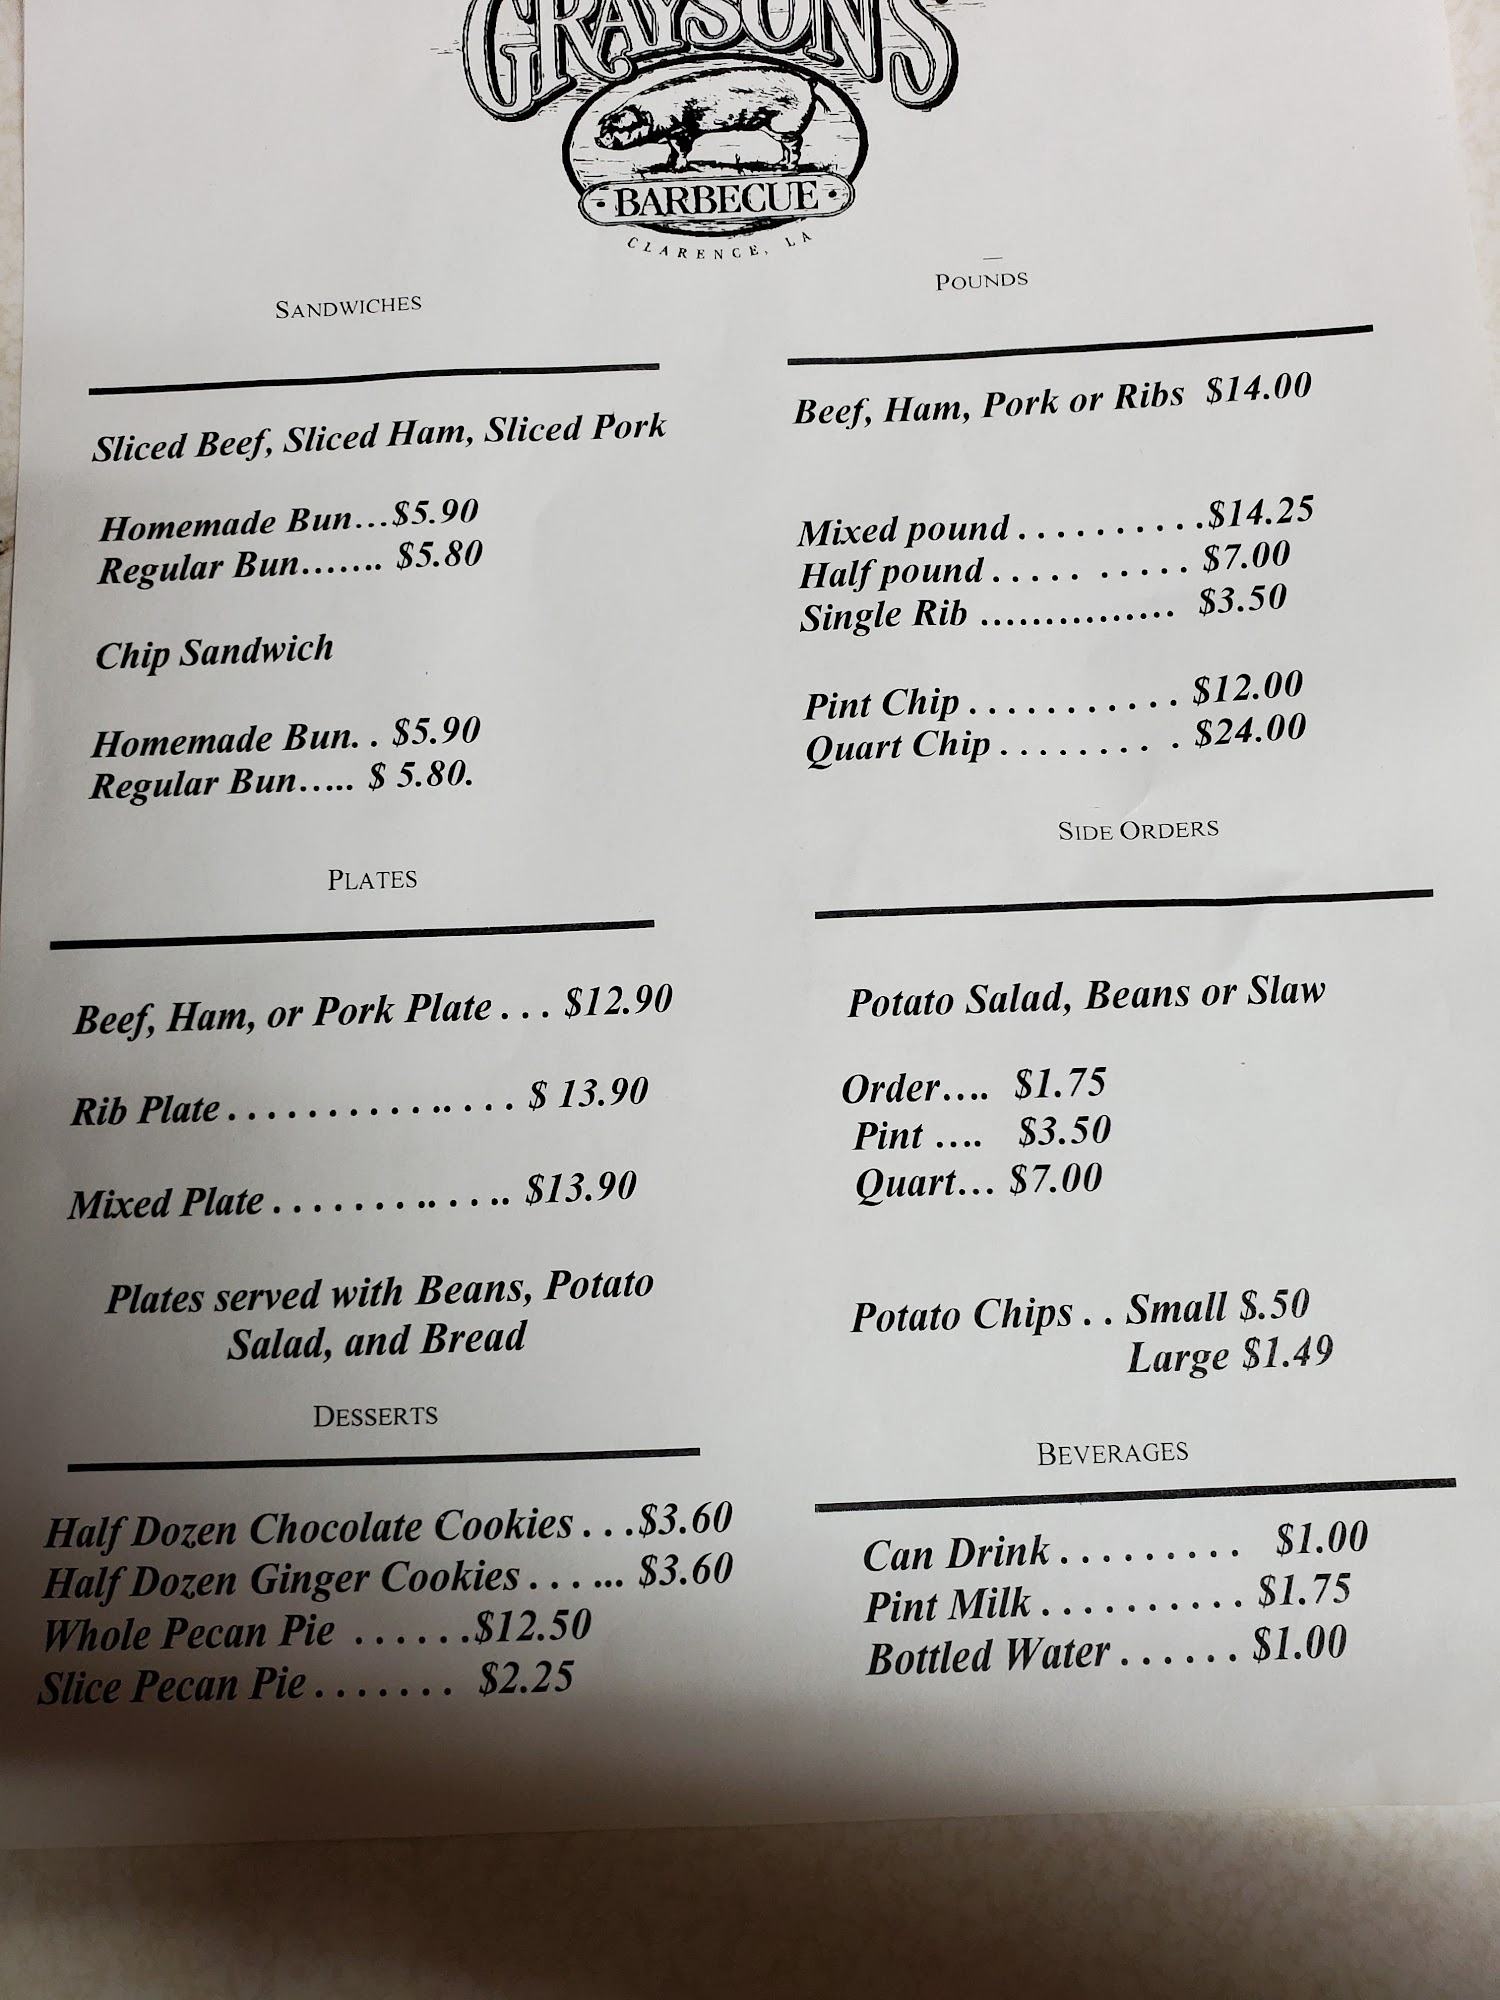 GRAYSON'S
BARBECUE
CLARENCE, LA
SANDWICHES
Sliced Beef, Sliced Ham, Sliced Pork
Homemade Bun...$5.90
Regular Bun....... $5.80
Chip Sandwich
Homemade Bun. . $5.90
Regular Bun..... $ 5.80.
PLATES
Beef, Ham, or Pork Plate . . . $12.90
Rib Plate . . . . . . . . . . . .. . . . $ 13.90
Mixed Plate . . . . . . . .. . . .. $13.90
Plates served with Beans, Potato
Salad, and Bread
DESSERTS
Half Dozen Chocolate Cookies . . .$3.60
Half Dozen Ginger Cookies . . . ... $3.60
Whole Pecan Pie . . . . . .$12.50
Slice Pecan Pie . . . . . . . $2.25
POUNDS
Beef, Ham, Pork or Ribs $14.00
Mixed pound . . . . . . . . . .$14.25
Half pound . . . . . . . . . . $7.00
Single Rib ............... $3.50
Pint Chip . . . . . . . . . . . $12.00
Quart Chip . . . . . . . . . $24.00
SIDE ORDERS
Potato Salad, Beans or Slaw
Order.... $1.75
Pint .... $3.50
Quart... $7.00
Potato Chips . . Small $.50
Large $1.49
BEVERAGES
Can Drink . . . . . . . . . $1.00
Pint Milk . . . . . . . . . . $1.75
Bottled Water . . . . . . $1.00